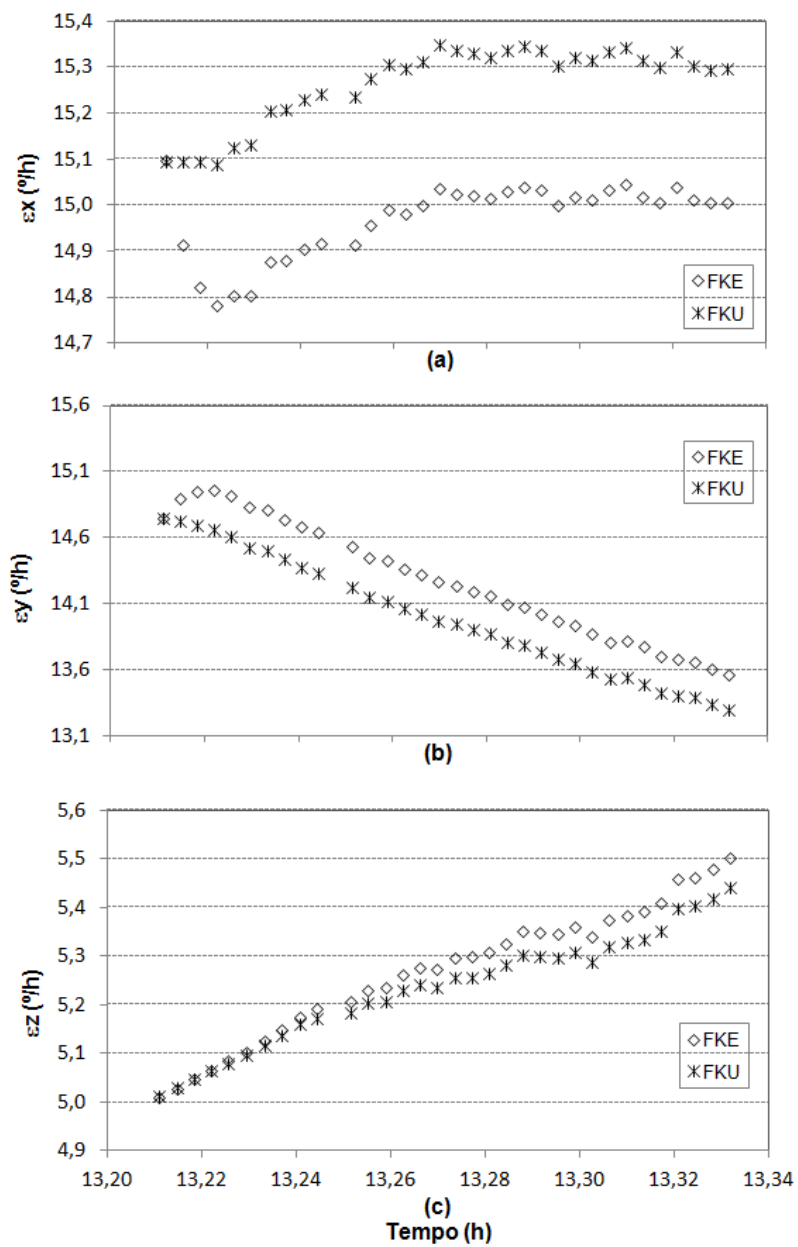 15,4
15,3
15,2
15,1
15,0
14,9
14,8
14,7
εx (º/h)
FKE
FKU
(a)
15,6
15,1
14,6
14,1
13,6
13,1
εy (º/h)
FKE
FKU
(b)
5,6
5,5
5,4
5,3
5,2
5,1
5,0
4,9
εz (º/h)
FKE
FKU
13,20 13,22 13,24 13,26 13,28 13,30 13,32 13,34
(c)
Tempo (h)